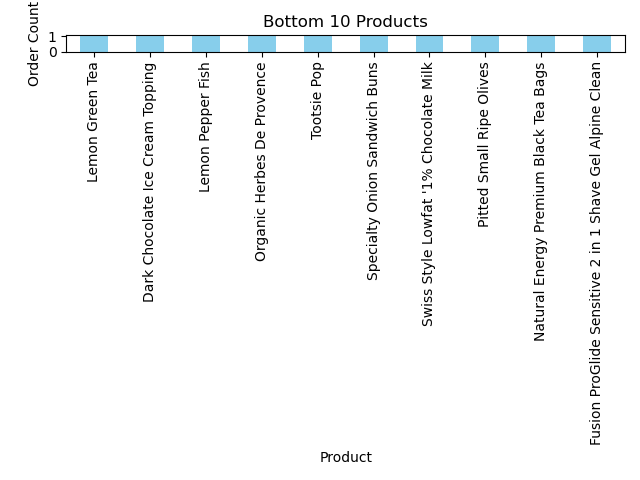 Bottom 10 Products
Order Count
1
0
Lemon Green Tea
Dark Chocolate Ice Cream Topping
Lemon Pepper Fish
Organic Herbes De Provence
Tootsie Pop
Specialty Onion Sandwich Buns
Swiss Style Lowfat '1% Chocolate Milk
Pitted Small Ripe Olives
Natural Energy Premium Black Tea Bags
Fusion ProGlide Sensitive 2 in 1 Shave Gel Alpine Clean
Product